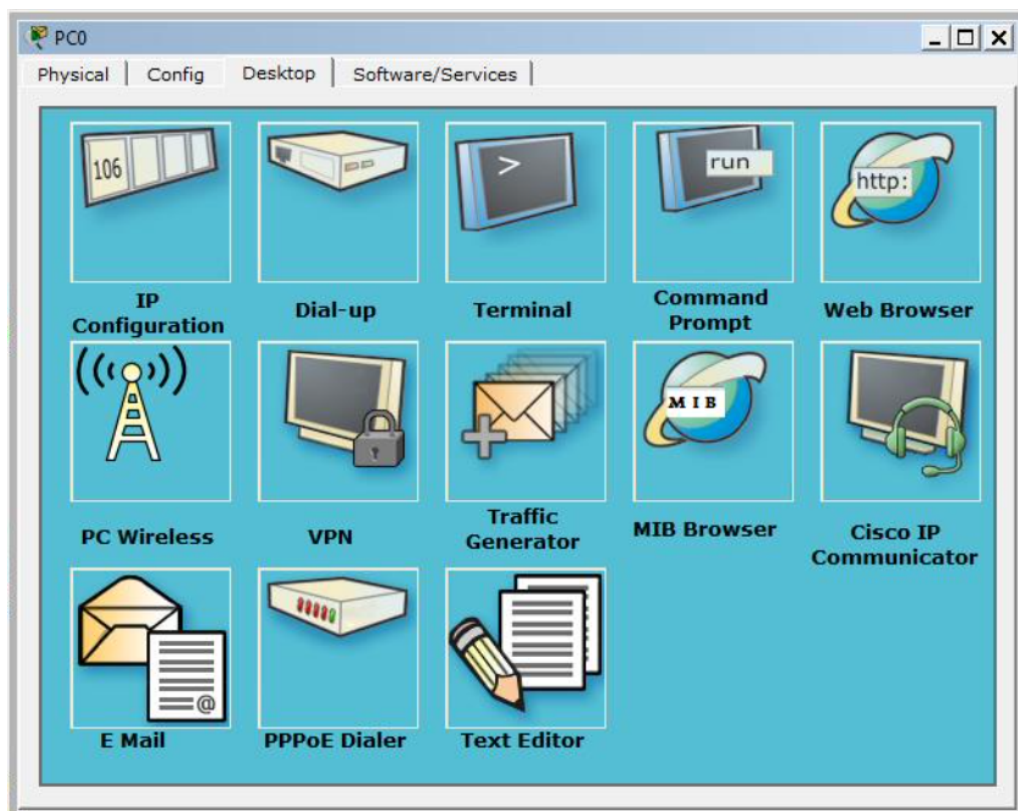 PC0
Physical
Config
Desktop
Software/Services
106
>
run
http:
IP
Configuration
Dial-up
Terminal
Command
Prompt
Web Browser
MIB
PC Wireless
VPN
Traffic
Generator
MIB Browser
Cisco IP
Communicator
@
E Mail
PPPoE Dialer
Text Editor